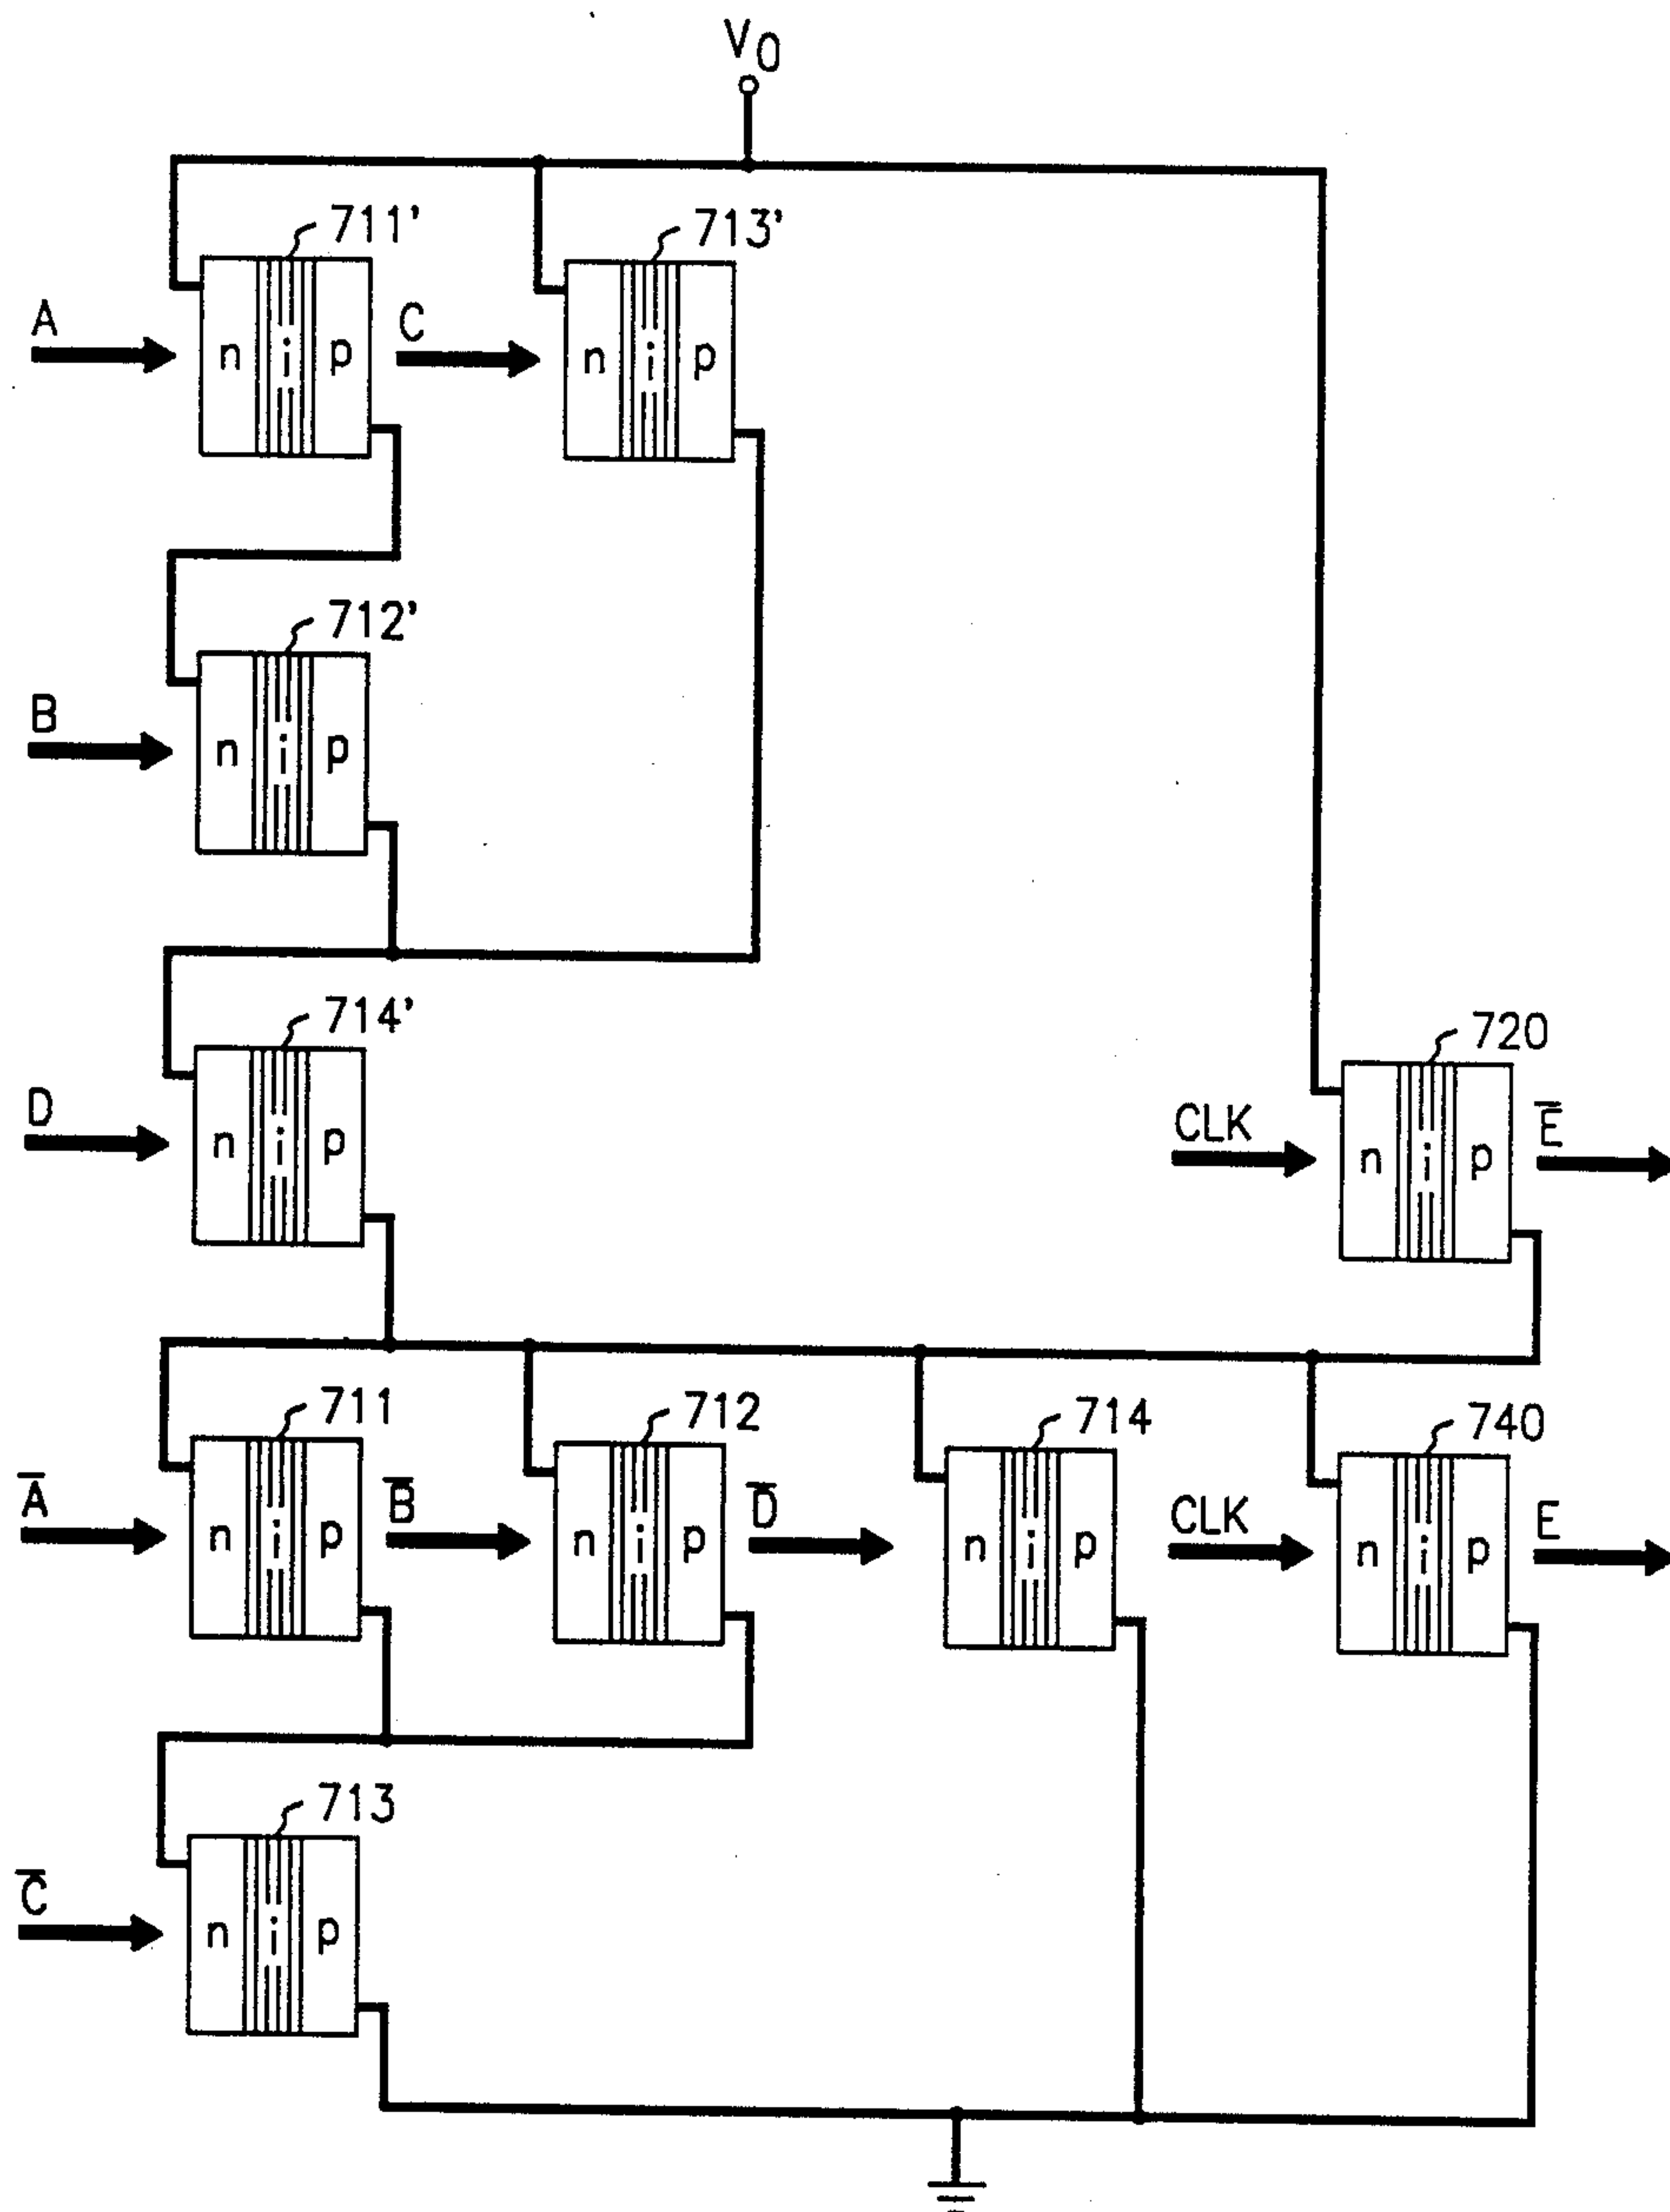 V0
711'
713'
A
n i p
C
n i p
712'
B
n i p
714'
720
D
n i p
CLK
n i p
E̅
711
712
714
740
A̅
n i p
B̅
n i p
D̅
n i p
CLK
n i p
E
713
C̅
n i p